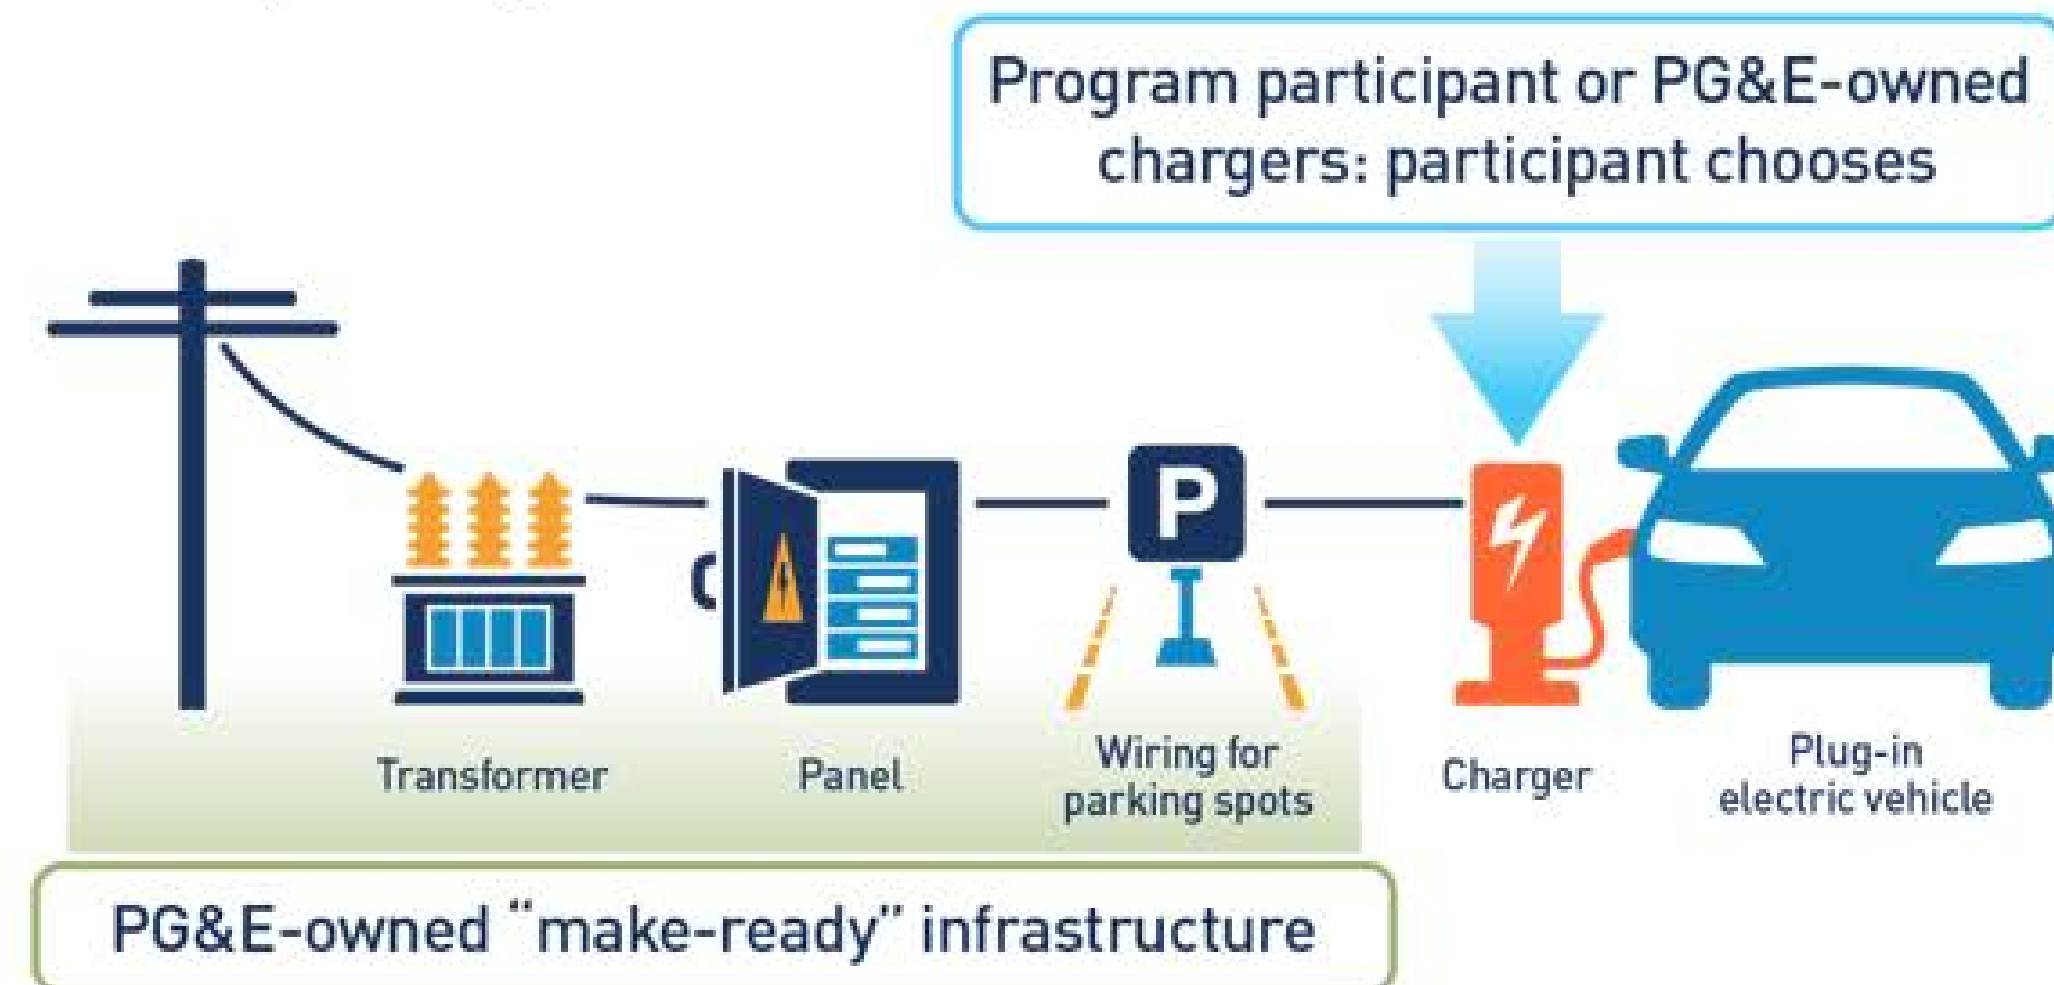 Program participant or PG&E-owned
chargers: participant chooses
P
Transformer
Panel
Wiring for
parking spots
Charger
Plug-in
electric vehicle
PG&E-owned “make-ready” infrastructure